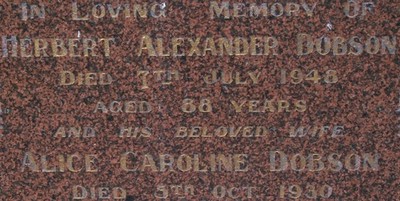 IN LOVING MEMORY OF
HERBERT ALEXANDER DOBSON
DIED 7TH JULY 1948
AGED 88 YEARS
AND HIS BELOVED WIFE
ALICE CAROLINE DOBSON
DIED 5TH OCT 1930